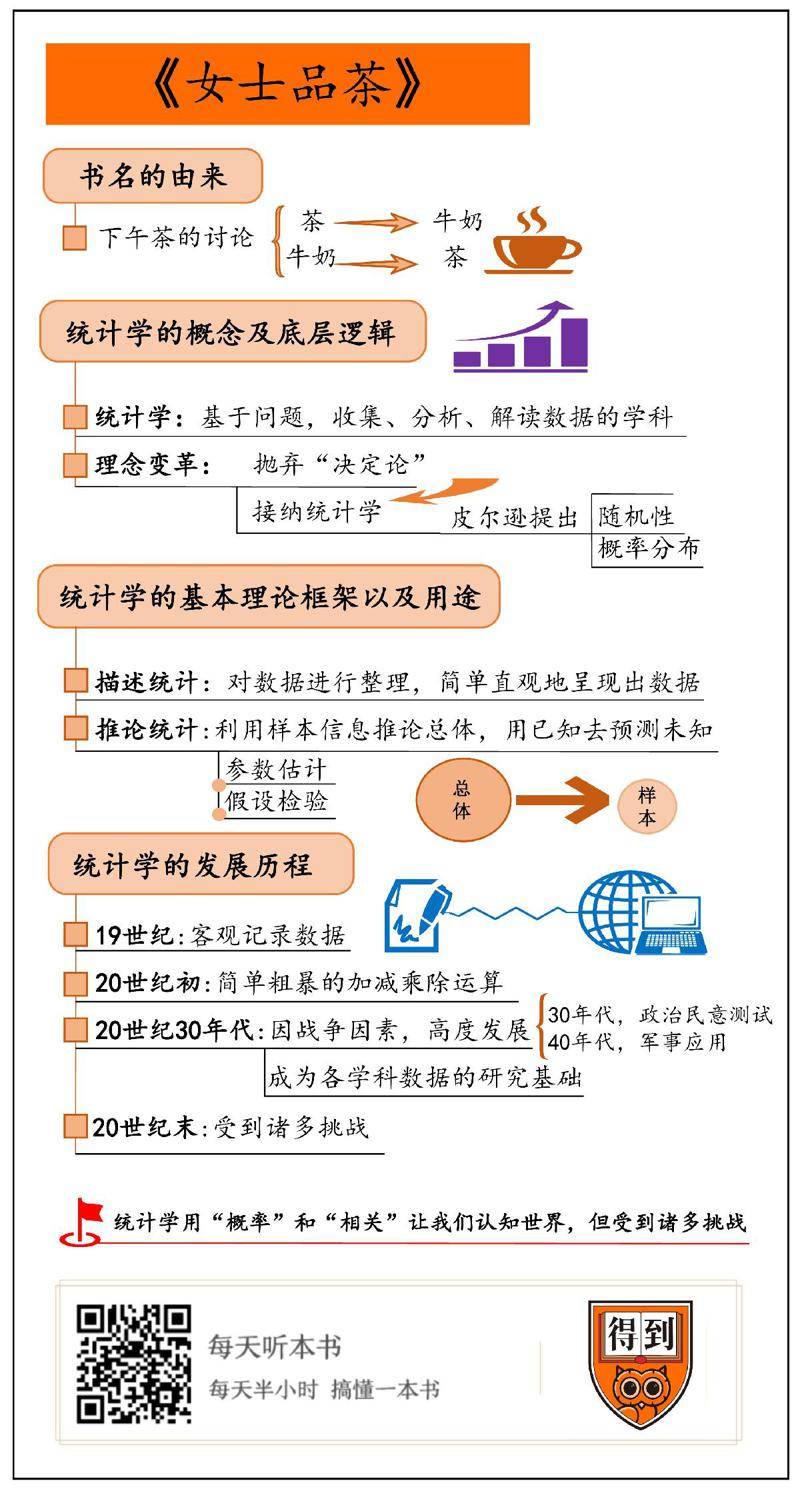 《女士品茶》
书名的由来
下午茶的讨论
茶 牛奶
牛奶 茶
统计学的概念及底层逻辑
统计学：基于问题，收集、分析、解读数据的学科
理念变革： 抛弃“决定论”
接纳统计学
皮尔逊提出
随机性
概率分布
统计学的基本理论框架以及用途
描述统计：对数据进行整理，简单直观地呈现出数据
推论统计：利用样本信息推论总体，用已知去预测未知
参数估计
假设检验
总体
样本
统计学的发展历程
19世纪：客观记录数据
20世纪初：简单粗暴的加减乘除运算
20世纪30年代：因战争因素，高度发展
30年代，政治民意测试
40年代，军事应用
成为各学科数据的研究基础
20世纪末：受到诸多挑战
统计学用“概率”和“相关”让我们认知世界，但受到诸多挑战
每天听本书
每天半小时 搞懂一本书
得到